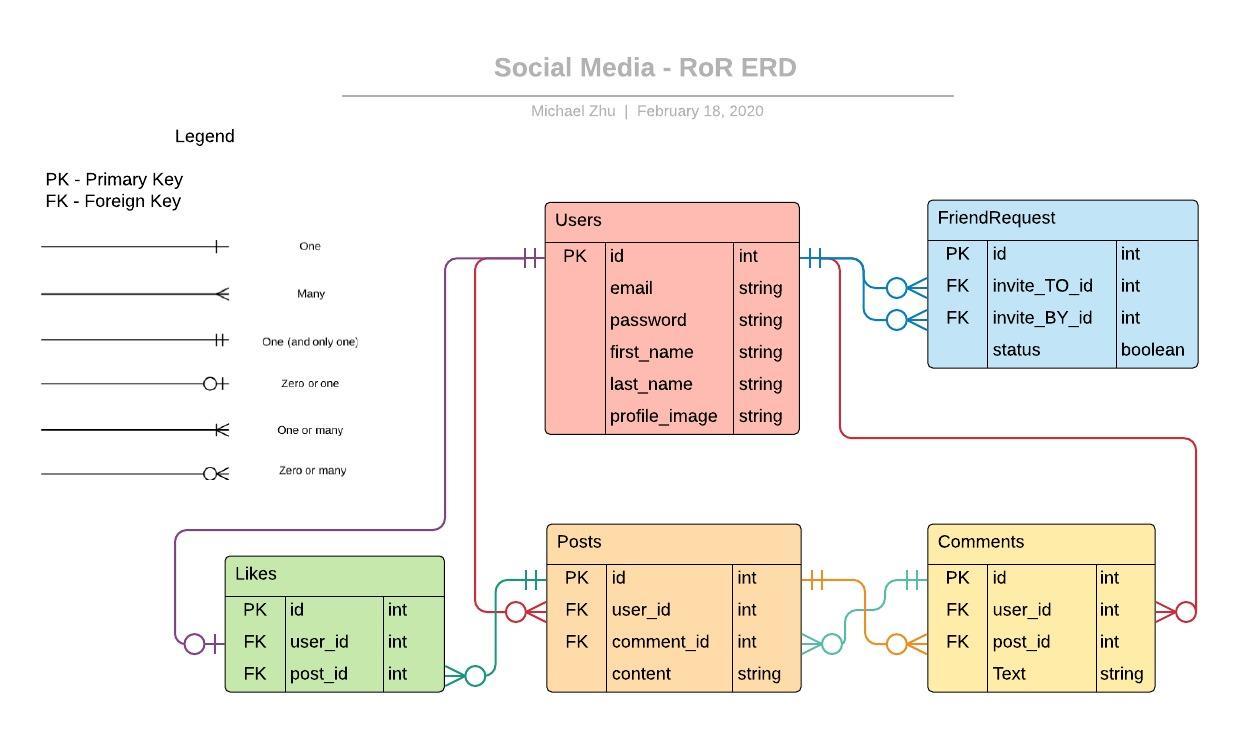 Social Media - RoR ERD
Michael Zhu | February 18, 2020
Legend
PK - Primary Key
FK - Foreign Key
One
Many
One (and only one)
Zero or one
One or many
Zero or many
Users
PK id int
email string
password string
first_name string
last_name string
profile_image string
FriendRequest
PK id int
FK invite_TO_id int
FK invite_BY_id int
status boolean
Likes
PK id int
FK user_id int
FK post_id int
Posts
PK id int
FK user_id int
FK comment_id int
content string
Comments
PK id int
FK user_id int
FK post_id int
Text string